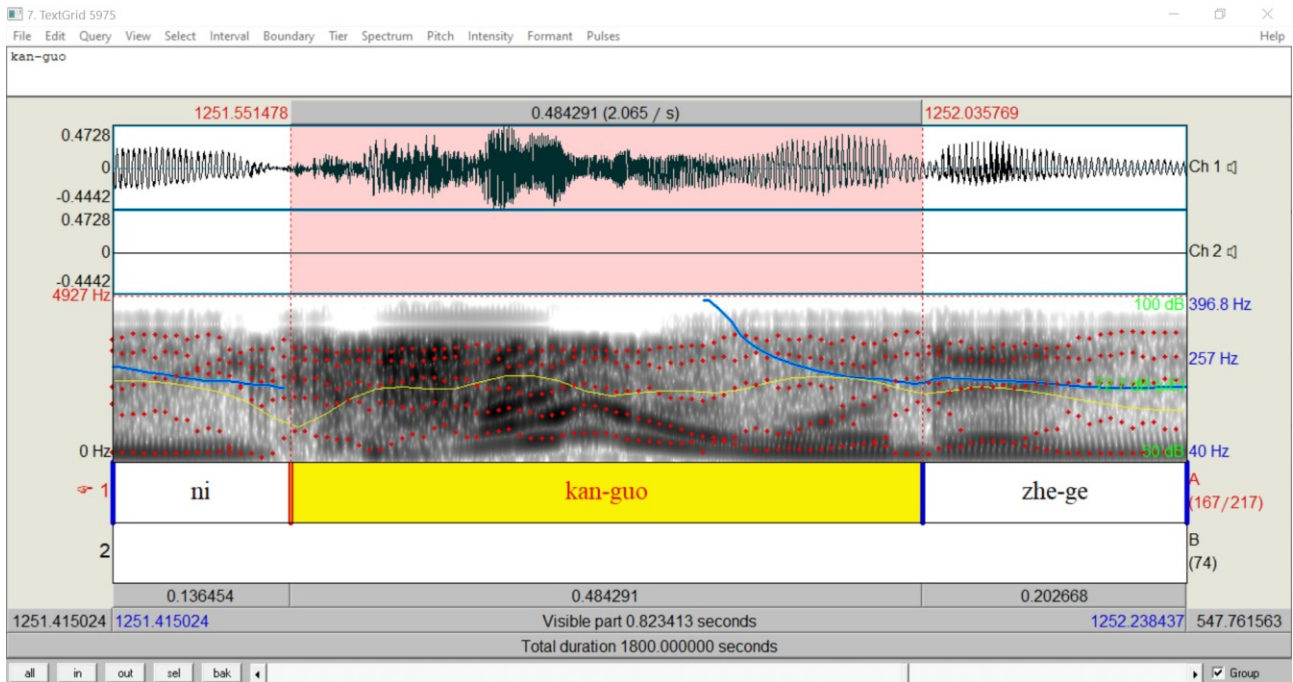 7. TextGrid 5975
File Edit Query View Select Interval Boundary Tier Spectrum Pitch Intensity Formant Pulses Help
kan-guo
1251.551478 0.484291 (2.065 / s) 1252.035769
0.4728
0 Ch 1
-0.4442
0.4728
0 Ch 2
-0.4442
4927 Hz 100 dB 396.8 Hz
257 Hz
0 Hz 50 dB 40 Hz
1 ni kan-guo zhe-ge A
(167/217)
2 B
(74)
0.136454 0.484291 0.202668
1251.415024 1251.415024 Visible part 0.823413 seconds 1252.238437 547.761563
Total duration 1800.000000 seconds
all in out sel bak Group